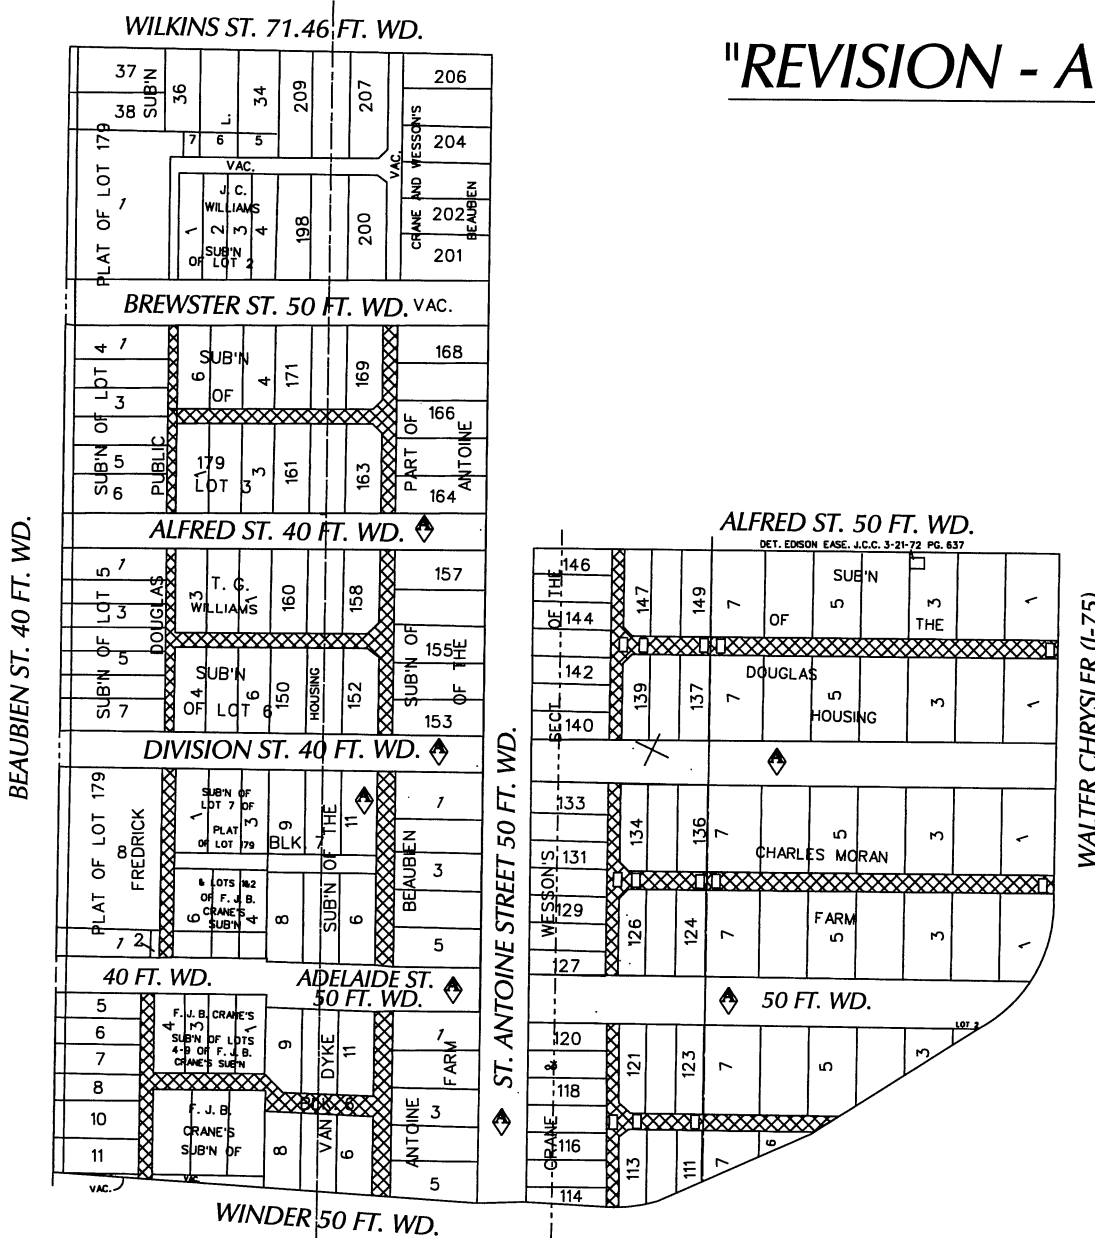 WILKINS ST. 71.46 FT. WD.
"REVISION - A
37
38
SUB'N
36
L.
34
209
207
206
204
202
201
7 6 5
VAC.
VAC.
PLAT OF LOT 179
1
J. C.
WILLIAMS
1 2 3 4
SUB'N
OF LOT 2
198
200
CRANE AND WESSON'S
BEAUBIEN
BREWSTER ST. 50 FT. WD. VAC.
SUB'N OF LOT 4
1
3
SUB'N
OF
6
4
171
169
168
166
164
SUB'N OF
5
6
PUBLIC
179
LOT 3
1
3
161
163
PART OF
ANTOINE
ALFRED ST. 40 FT. WD. A
BEAUBIEN ST. 40 FT. WD.
SUB'N OF LOT 5
1
3
DOUGLAS
T. G.
WILLIAMS
3
1
160
158
157
155
153
SUB'N OF
5
7
SUB'N
OF LOT 6
4
6
150
HOUSING
152
SUB'N OF
OF THE
DIVISION ST. 40 FT. WD. A
PLAT OF LOT 179
8
FREDRICK
1
2
SUB'N OF
LOT 7 OF
PLAT
OF LOT 179
1
3
9
BLK. 7
11
A
& LOTS 1&2
OF F. J. B.
CRANE'S
SUB'N
6
4
8
SUB'N OF THE
6
BEAUBIEN
1
3
5
40 FT. WD.
ADELAIDE ST.
50 FT. WD.
A
5
6
7
8
10
11
VAC.
F. J. B. CRANE'S
SUB'N OF LOTS
4-9 OF F. J. B.
CRANE'S SUB'N
4
3
1
9
DYKE
11
BLK. 6
F. J. B.
CRANE'S
SUB'N OF
VAC.
8
VAN
6
FARM
ANTOINE
1
3
5
WINDER 50 FT. WD.
ST. ANTOINE STREET 50 FT. WD.
A
ALFRED ST. 50 FT. WD.
DET. EDISON EASE. J.C.C. 3-21-72 PG. 637
146
144
142
140
SECT. OF THE
147
149
7
5
3
1
SUB'N
OF
THE
139
137
7
5
3
1
DOUGLAS
HOUSING
A
WALTER CHRYSLER (I-75)
133
131
129
127
WESSON'S
134
136
7
5
3
1
CHARLES MORAN
126
124
7
5
3
1
FARM
A
50 FT. WD.
LOT 2
120
118
116
114
CRANE &
121
123
7
5
3
113
111
7
6